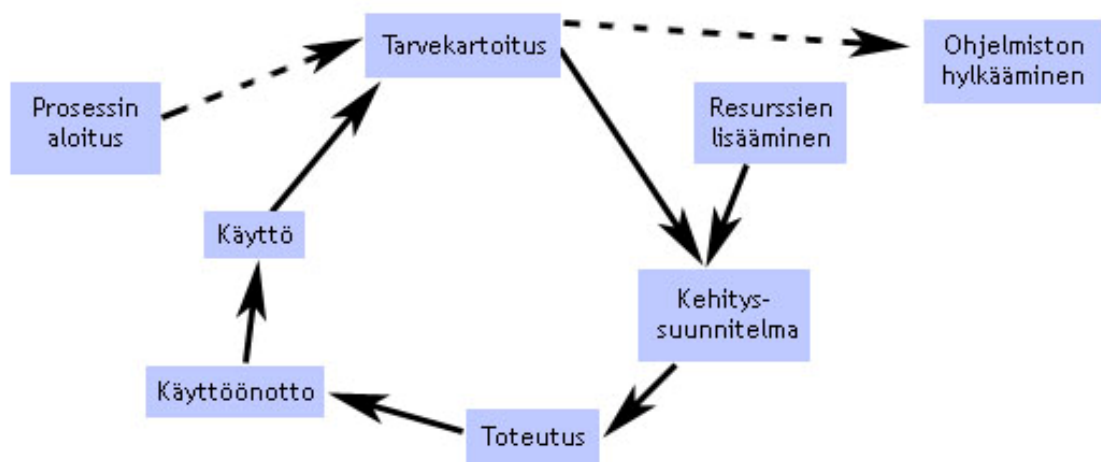 Tarvekartoitus
Ohjelmiston
hylkääminen
Prosessin
aloitus
Resurssien
lisääminen
Käyttö
Kehitys-
suunnitelma
Käyttöönotto
Toteutus